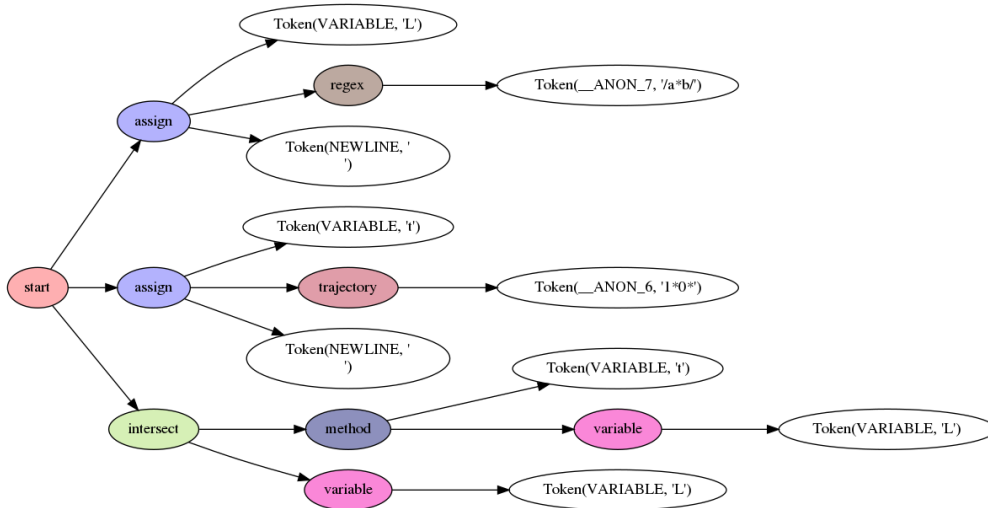 Token(VARIABLE, 'L')
regex
Token(__ANON_7, '/a*b/')
assign
Token(NEWLINE, '
')
Token(VARIABLE, 't')
start
assign
trajectory
Token(__ANON_6, '1*0*')
Token(NEWLINE, '
')
Token(VARIABLE, 't')
intersect
method
variable
Token(VARIABLE, 'L')
variable
Token(VARIABLE, 'L')